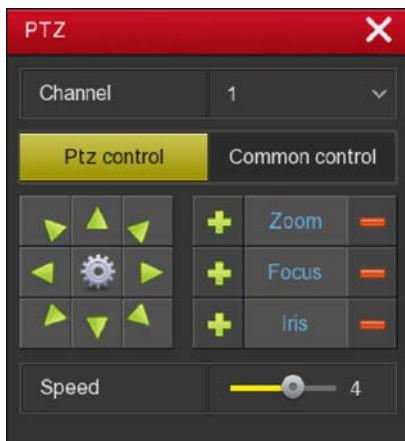 PTZ
Channel 1
Ptz control Common control
Zoom
Focus
Iris
Speed 4